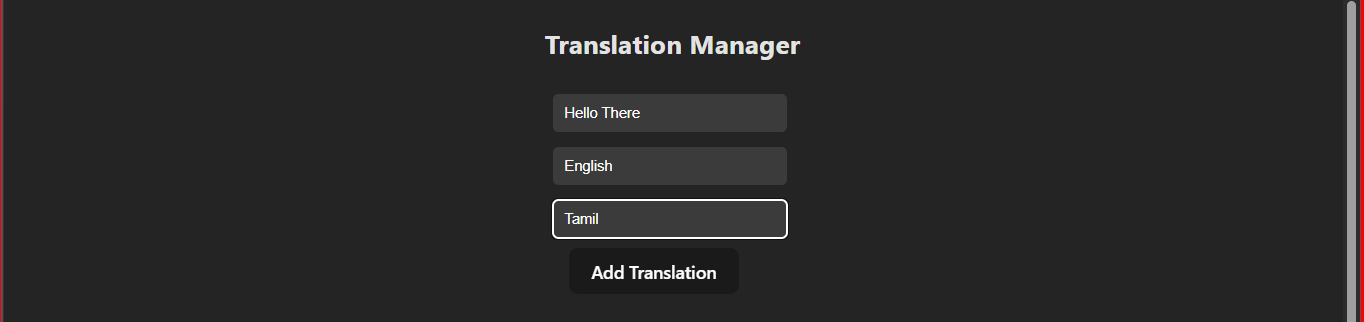 Translation Manager
Hello There
English
Tamil
Add Translation